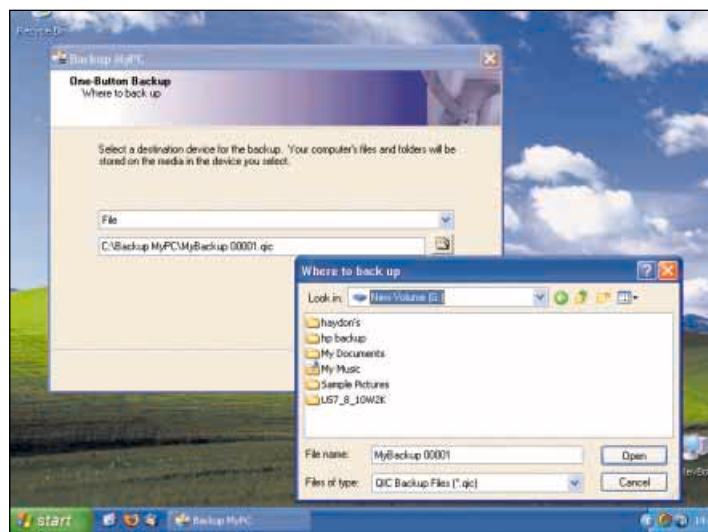 Backup MyPC
One-Button Backup
Where to back up
Select a destination device for the backup. Your computer's files and folders will be
stored on the media in the device you select.
File
C:\Backup MyPC\MyBackup 00001.qic
Where to back up
Look in:
New Volume (G:)
haydon's
hp backup
My Documents
My Music
Sample Pictures
US7_8_10W2K
File name:
MyBackup 00001
Open
Files of type:
QIC Backup Files (*.qic)
Cancel
start
Backup MyPC